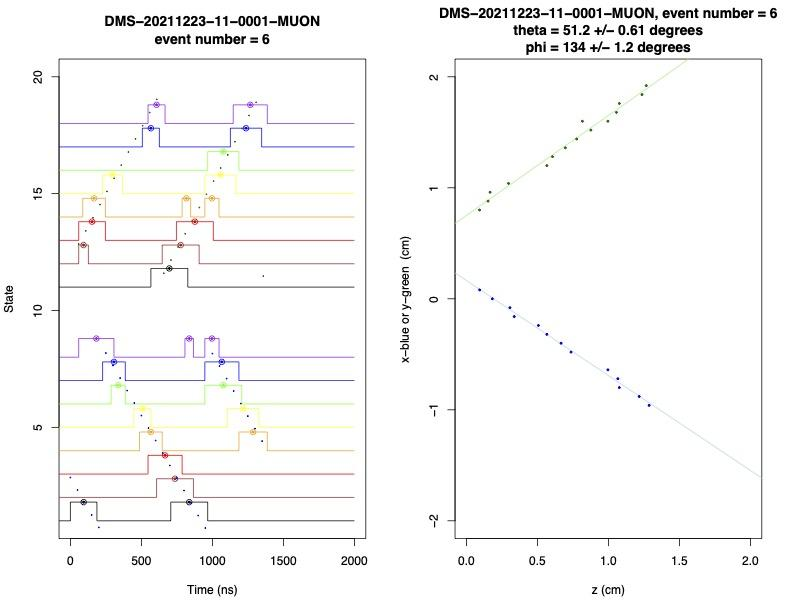 DMS−20211223−11−0001−MUON
event number = 6
20
15
10
5
State
0 500 1000 1500 2000
Time (ns)
DMS−20211223−11−0001−MUON, event number = 6
theta = 51.2 +/− 0.61 degrees
phi = 134 +/− 1.2 degrees
2
1
0
−1
−2
x−blue or y−green (cm)
0.0 0.5 1.0 1.5 2.0
z (cm)